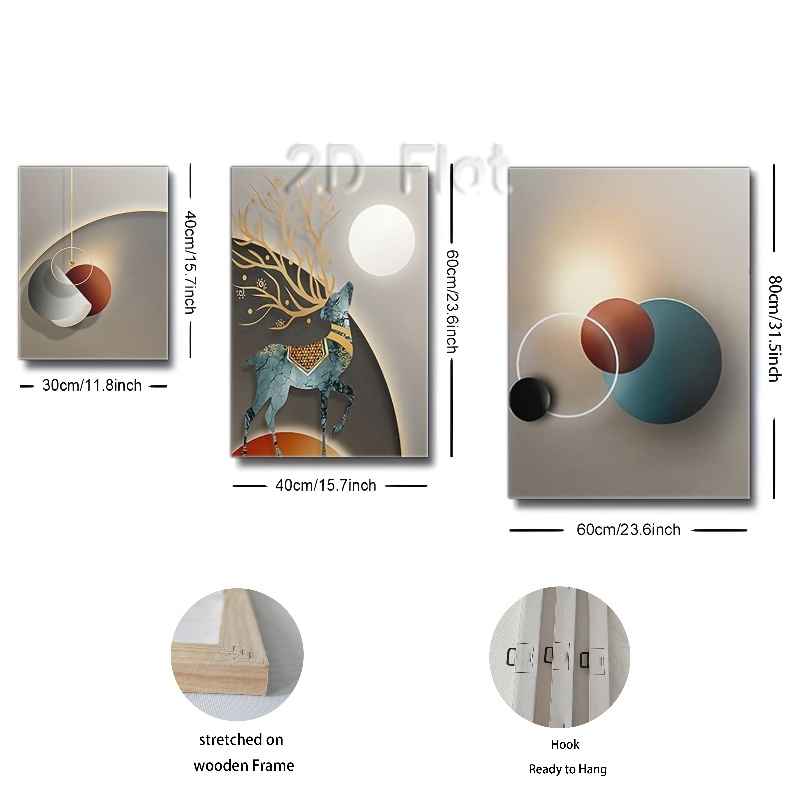 2D Flat
40cm/15.7inch
30cm/11.8inch
60cm/23.6inch
40cm/15.7inch
80cm/31.5inch
60cm/23.6inch
stretched on
wooden Frame
Hook
Ready to Hang